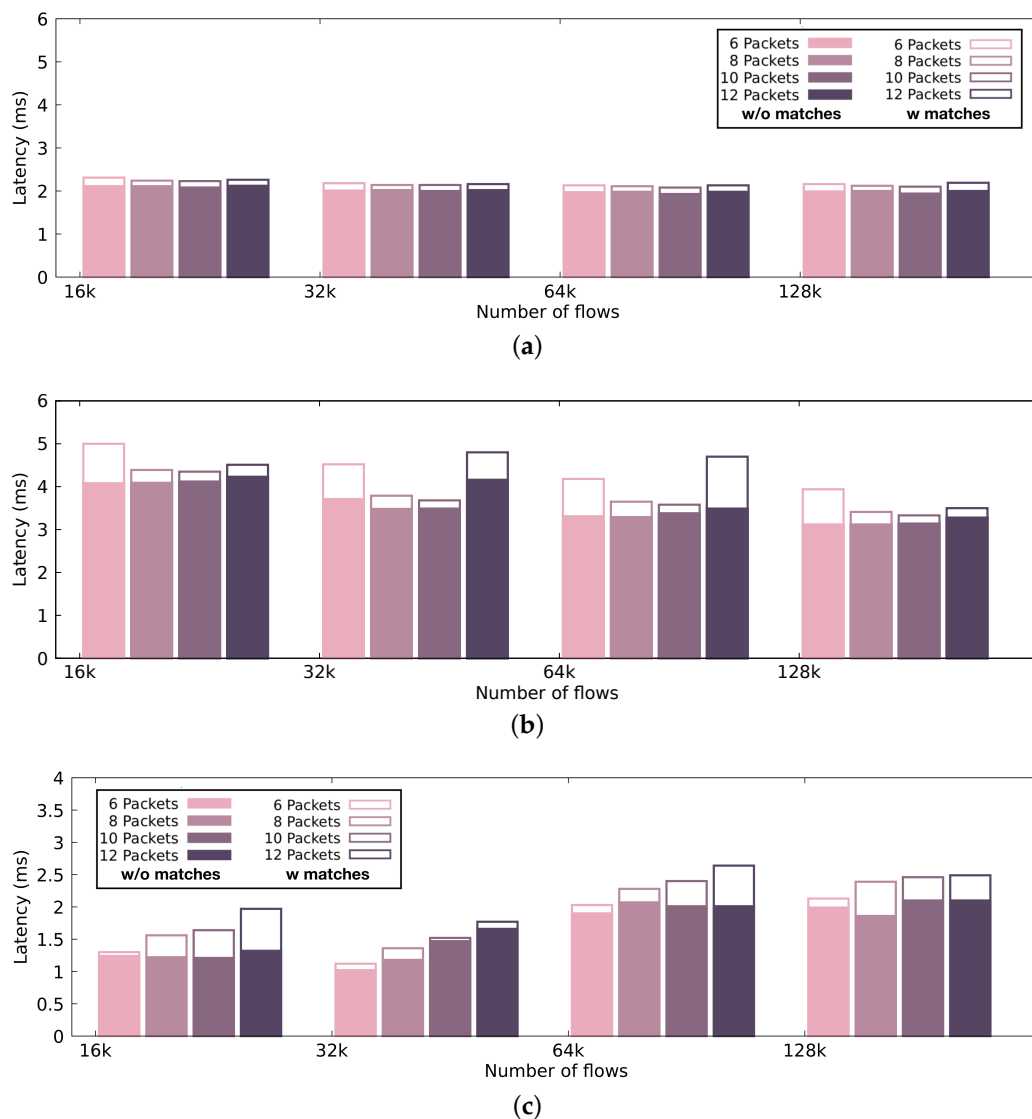 6
5
4
3
2
1
0
Latency (ms)
6 Packets 6 Packets
8 Packets 8 Packets
10 Packets 10 Packets
12 Packets 12 Packets
w/o matches w matches
16k 32k 64k 128k
Number of flows
(a)
6
5
4
3
2
1
0
Latency (ms)
16k 32k 64k 128k
Number of flows
(b)
4
3.5
3
2.5
2
1.5
1
0.5
0
Latency (ms)
6 Packets 6 Packets
8 Packets 8 Packets
10 Packets 10 Packets
12 Packets 12 Packets
w/o matches w matches
16k 32k 64k 128k
Number of flows
(c)